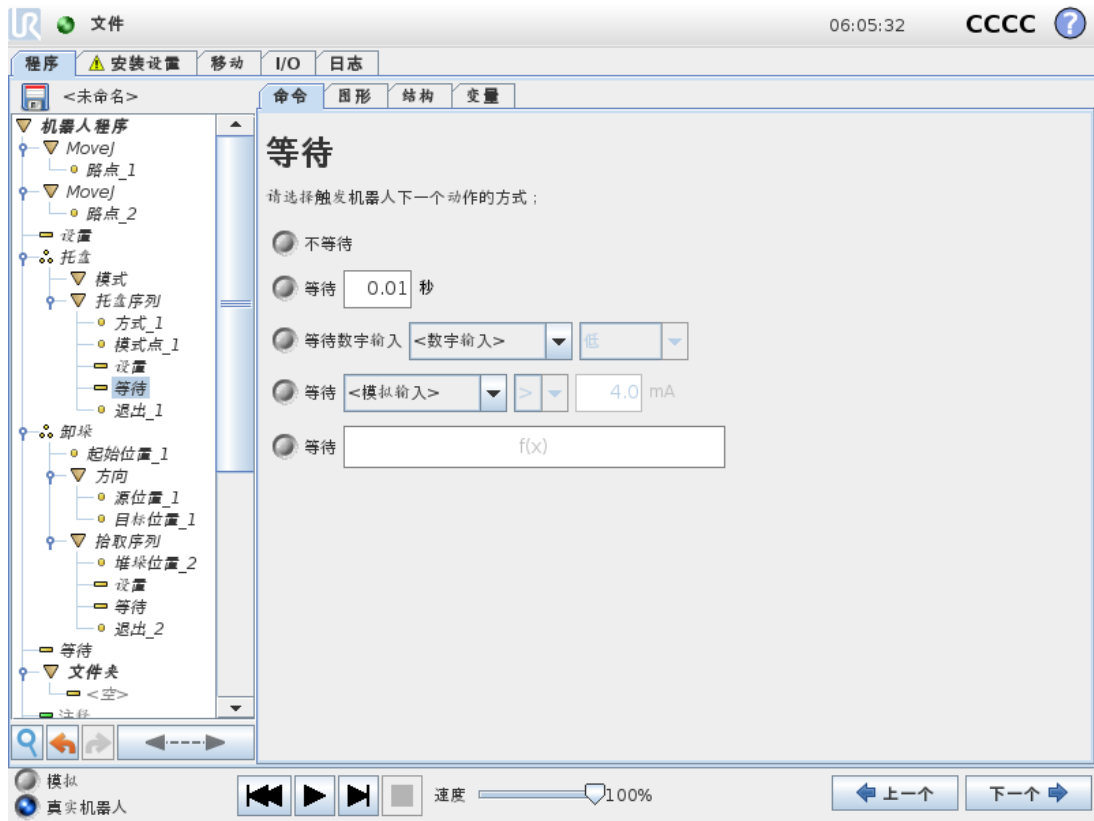 UR 文件 06:05:32 CCCC ?
程序 安装设置 移动 I/O 日志
<未命名> 命令 图形 结构 变量
机器人程序
MoveJ
路点_1
MoveJ
路点_2
设置
托盘
模式
托盘序列
方式_1
模式点_1
设置
等待
退出_1
卸垛
起始位置_1
方向
源位置_1
目标位置_1
拾取序列
堆垛位置_2
设置
等待
退出_2
等待
文件夹
<空>
注释
等待
请选择触发机器人下一个动作的方式;
不等待
等待 0.01 秒
等待数字输入 <数字输入> 低
等待 <模拟输入> > 4.0 mA
等待 f(x)
模拟
真实机器人
速度 100%
上一个 下一个